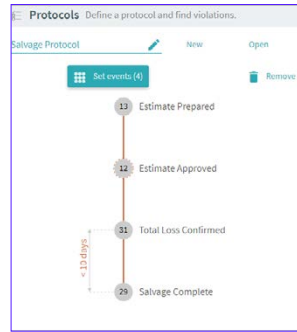 Protocols Define a protocol and find violations.
Salvage Protocol New Open
Set events (4) Remove
13 Estimate Prepared
12 Estimate Approved
31 Total Loss Confirmed
< 10 days
29 Salvage Complete